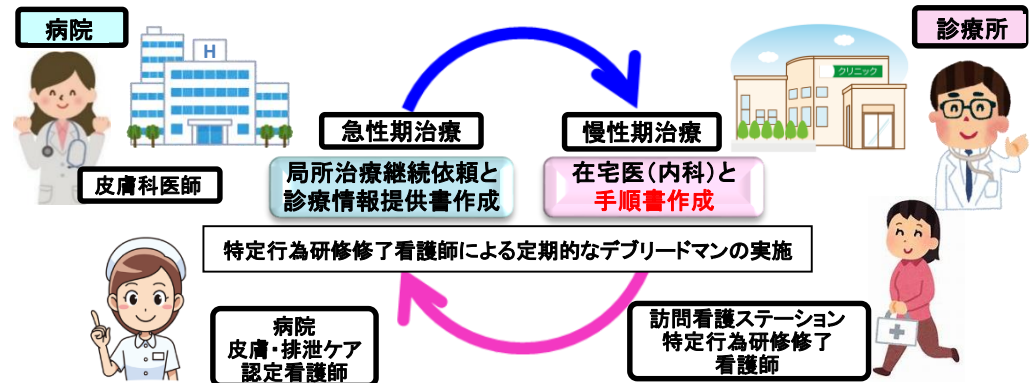 病院
H
クリニック
診療所
急性期治療
慢性期治療
皮膚科医師
局所治療継続依頼と
診療情報提供書作成
在宅医（内科）と
手順書作成
特定行為研修修了看護師による定期的なデブリードマンの実施
病院
皮膚・排泄ケア
認定看護師
訪問看護ステーション
特定行為研修修了
看護師